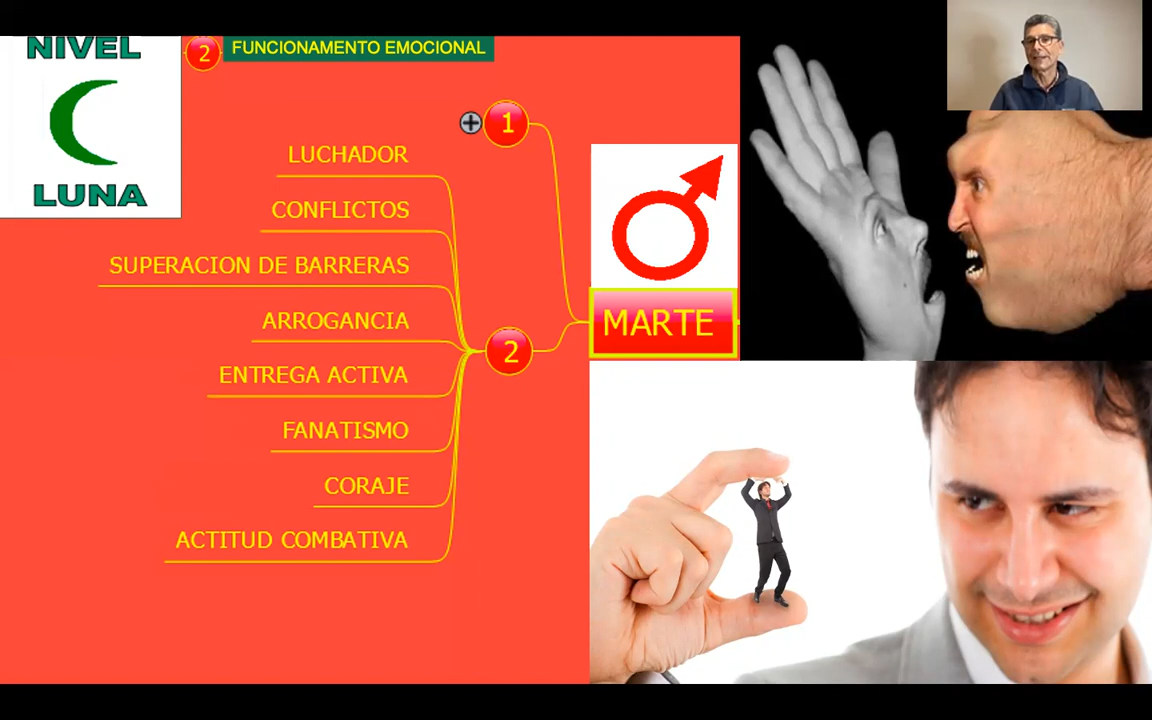 NIVEL
LUNA
2
FUNCIONAMENTO EMOCIONAL
1
LUCHADOR
CONFLICTOS
SUPERACION DE BARRERAS
ARROGANCIA
ENTREGA ACTIVA
FANATISMO
CORAJE
ACTITUD COMBATIVA
2
MARTE